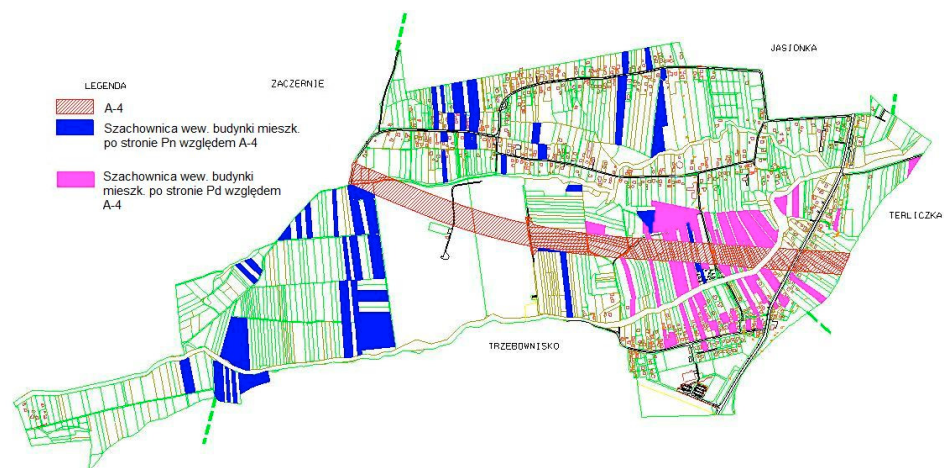 JASIONKA
ZACZERNIE
LEGENDA
A-4
Szachownica wew. budynki mieszk.
po stronie Pn względem A-4
Szachownica wew. budynki
mieszk. po stronie Pd względem
A-4
TERLICZKA
TRZEBOWNISKO